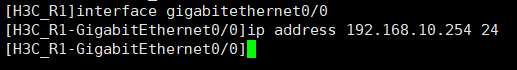 [H3C_R1]interface gigabitethernet0/0
[H3C_R1-GigabitEthernet0/0]ip address 192.168.10.254 24
[H3C_R1-GigabitEthernet0/0]